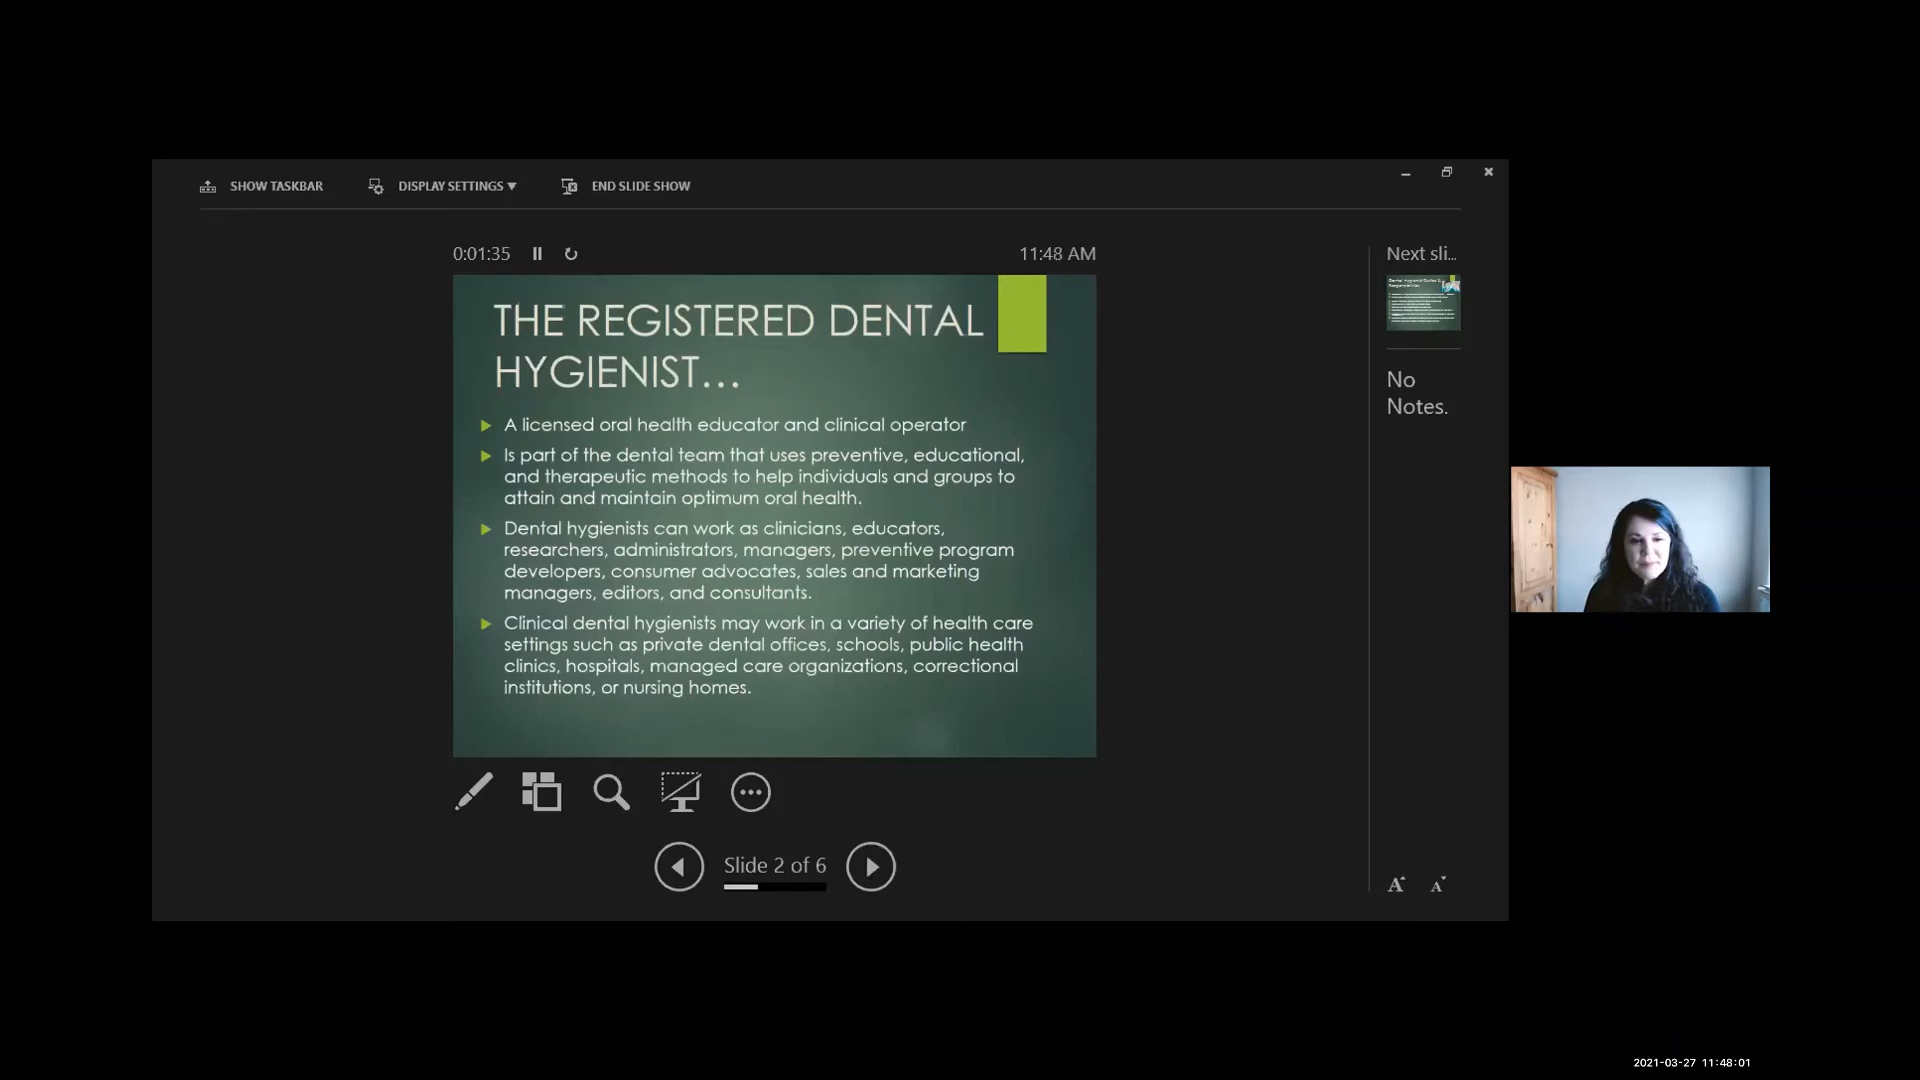 SHOW TASKBAR
DISPLAY SETTINGS ▼
END SLIDE SHOW
0:01:35
11:48 AM
Next sli...
THE REGISTERED DENTAL
HYGIENIST...
A licensed oral health educator and clinical operator
Is part of the dental team that uses preventive, educational,
and therapeutic methods to help individuals and groups to
attain and maintain optimum oral health.
Dental hygienists can work as clinicians, educators,
researchers, administrators, managers, preventive program
developers, consumer advocates, sales and marketing
managers, editors, and consultants.
Clinical dental hygienists may work in a variety of health care
settings such as private dental offices, schools, public health
clinics, hospitals, managed care organizations, correctional
institutions, or nursing homes.
No
Notes.
Slide 2 of 6
A A
2021-03-27 11:48:01